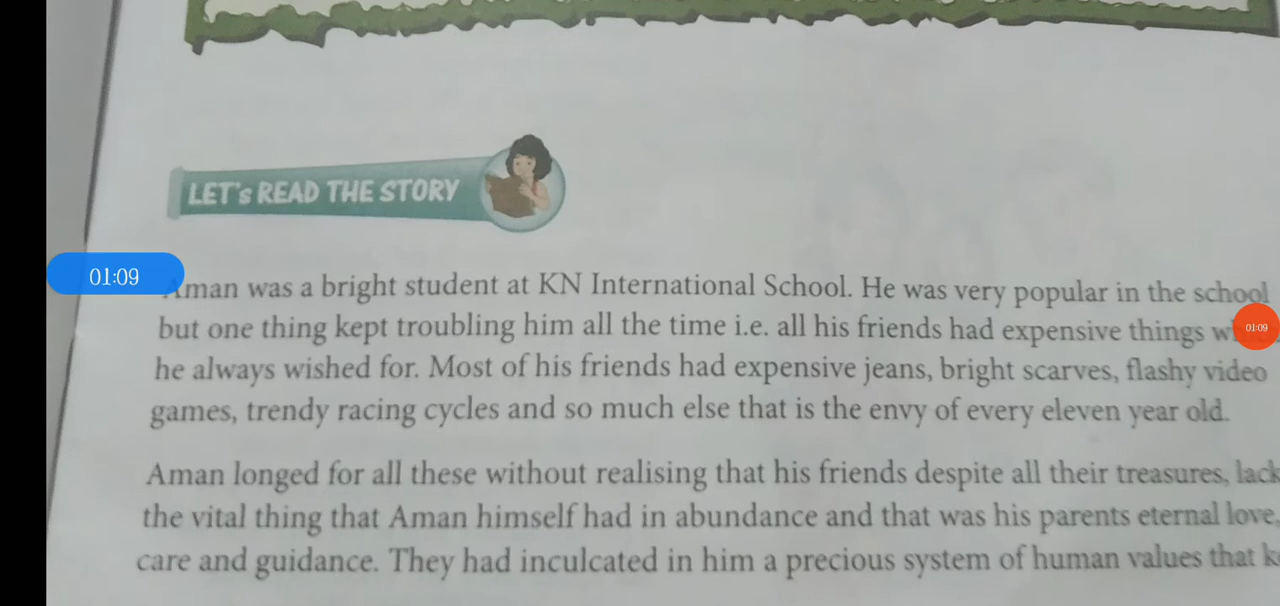 LET's READ THE STORY
01:09
Aman was a bright student at KN International School. He was very popular in the school
but one thing kept troubling him all the time i.e. all his friends had expensive things
01:09
he always wished for. Most of his friends had expensive jeans, bright scarves, flashy video
games, trendy racing cycles and so much else that is the envy of every eleven year old.
Aman longed for all these without realising that his friends despite all their treasures, lack
the vital thing that Aman himself had in abundance and that was his parents eternal love,
care and guidance. They had inculcated in him a precious system of human values that